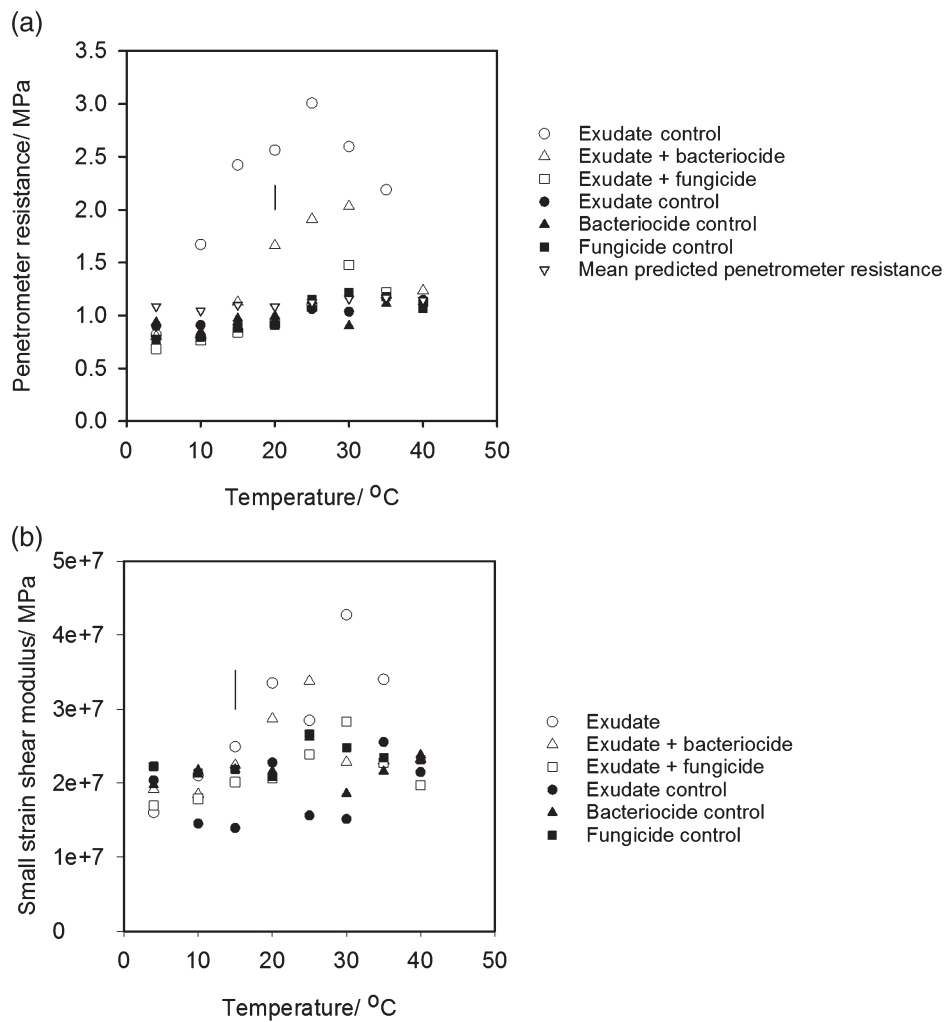 (a)
3.5
3.0
2.5
2.0
1.5
1.0
0.5
0.0
Penetrometer resistance/ MPa
0 10 20 30 40 50
Temperature/ °C
Exudate control
Exudate + bacteriocide
Exudate + fungicide
Exudate control
Bacteriocide control
Fungicide control
Mean predicted penetrometer resistance
(b)
5e+7
4e+7
3e+7
2e+7
1e+7
0
Small strain shear modulus/ MPa
0 10 20 30 40 50
Temperature/ °C
Exudate
Exudate + bacteriocide
Exudate + fungicide
Exudate control
Bacteriocide control
Fungicide control